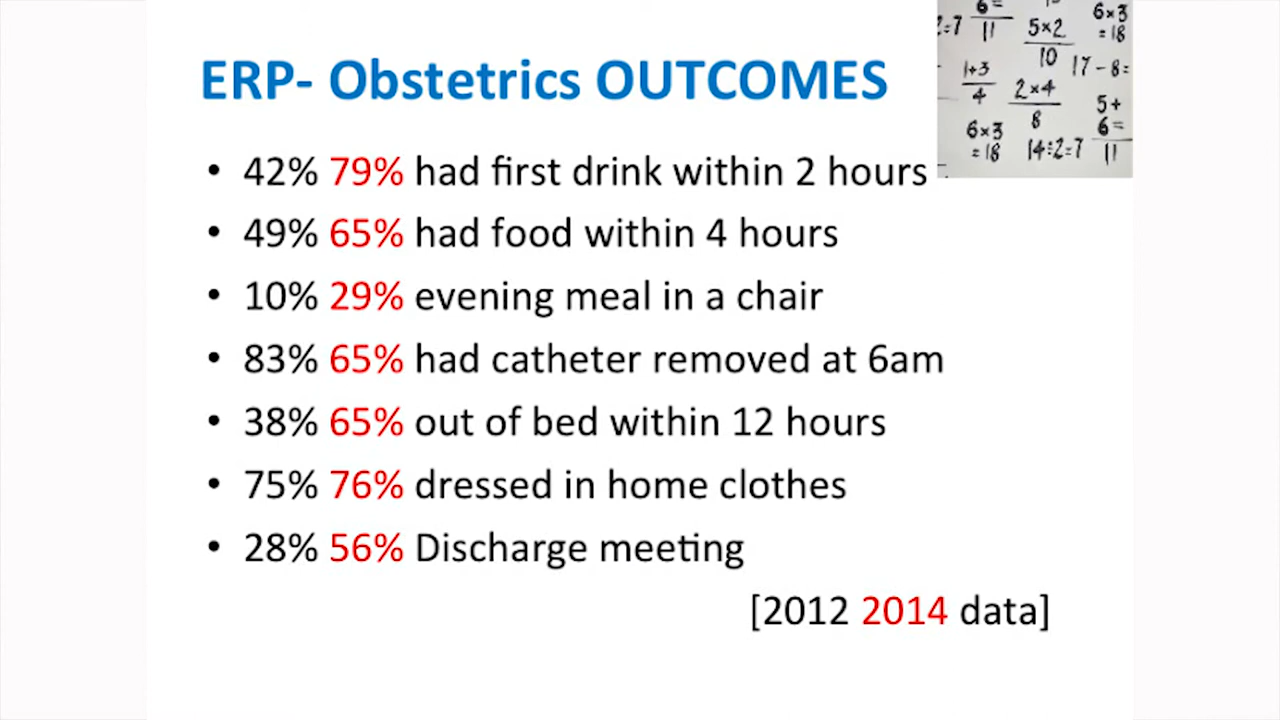 ERP- Obstetrics OUTCOMES
• 42% 79% had first drink within 2 hours
• 49% 65% had food within 4 hours
• 10% 29% evening meal in a chair
• 83% 65% had catheter removed at 6am
• 38% 65% out of bed within 12 hours
• 75% 76% dressed in home clothes
• 28% 56% Discharge meeting
[2012 2014 data]
6=
11
5×2
10
6×3
=18
1+3
4
17-8=
2×4
8
5+
6=
11
6×3
=18
14÷2=7